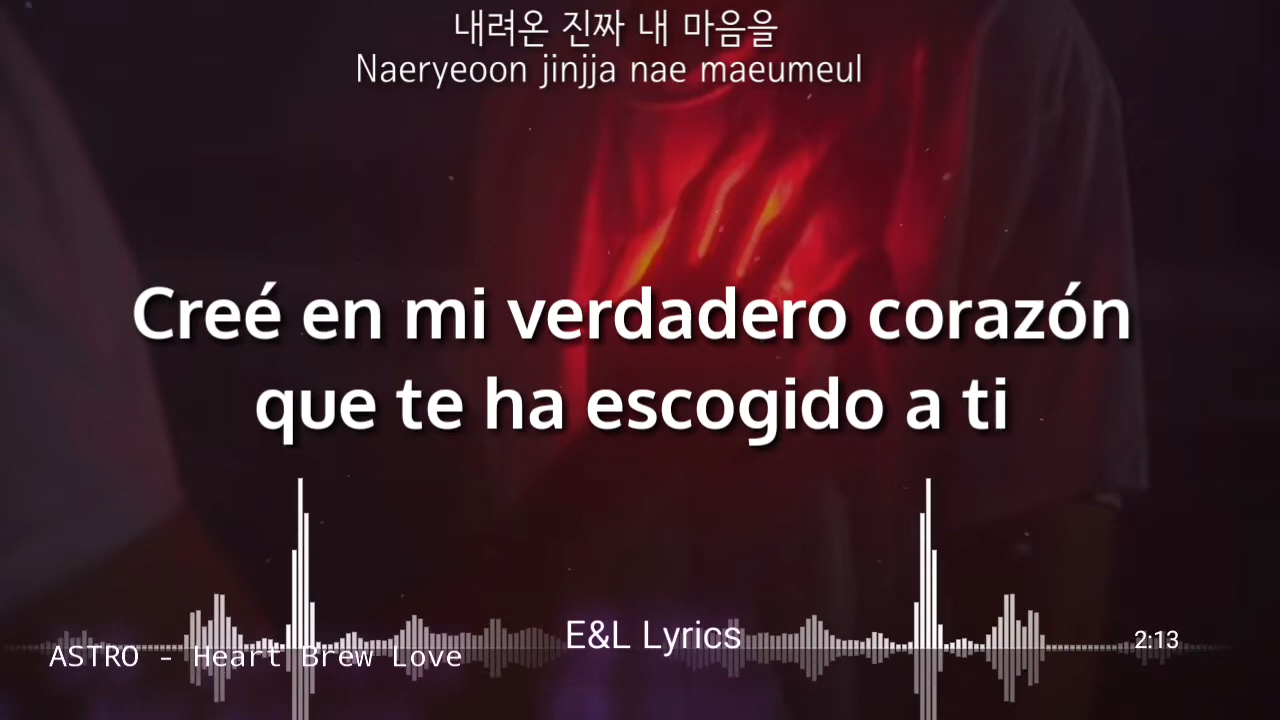 내려온 진짜 내 마음을
Naeryeoon jinjja nae maeumeul
Creé en mi verdadero corazón
que te ha escogido a ti
E&L Lyrics
ASTRO - Heart Brew Love
2:13